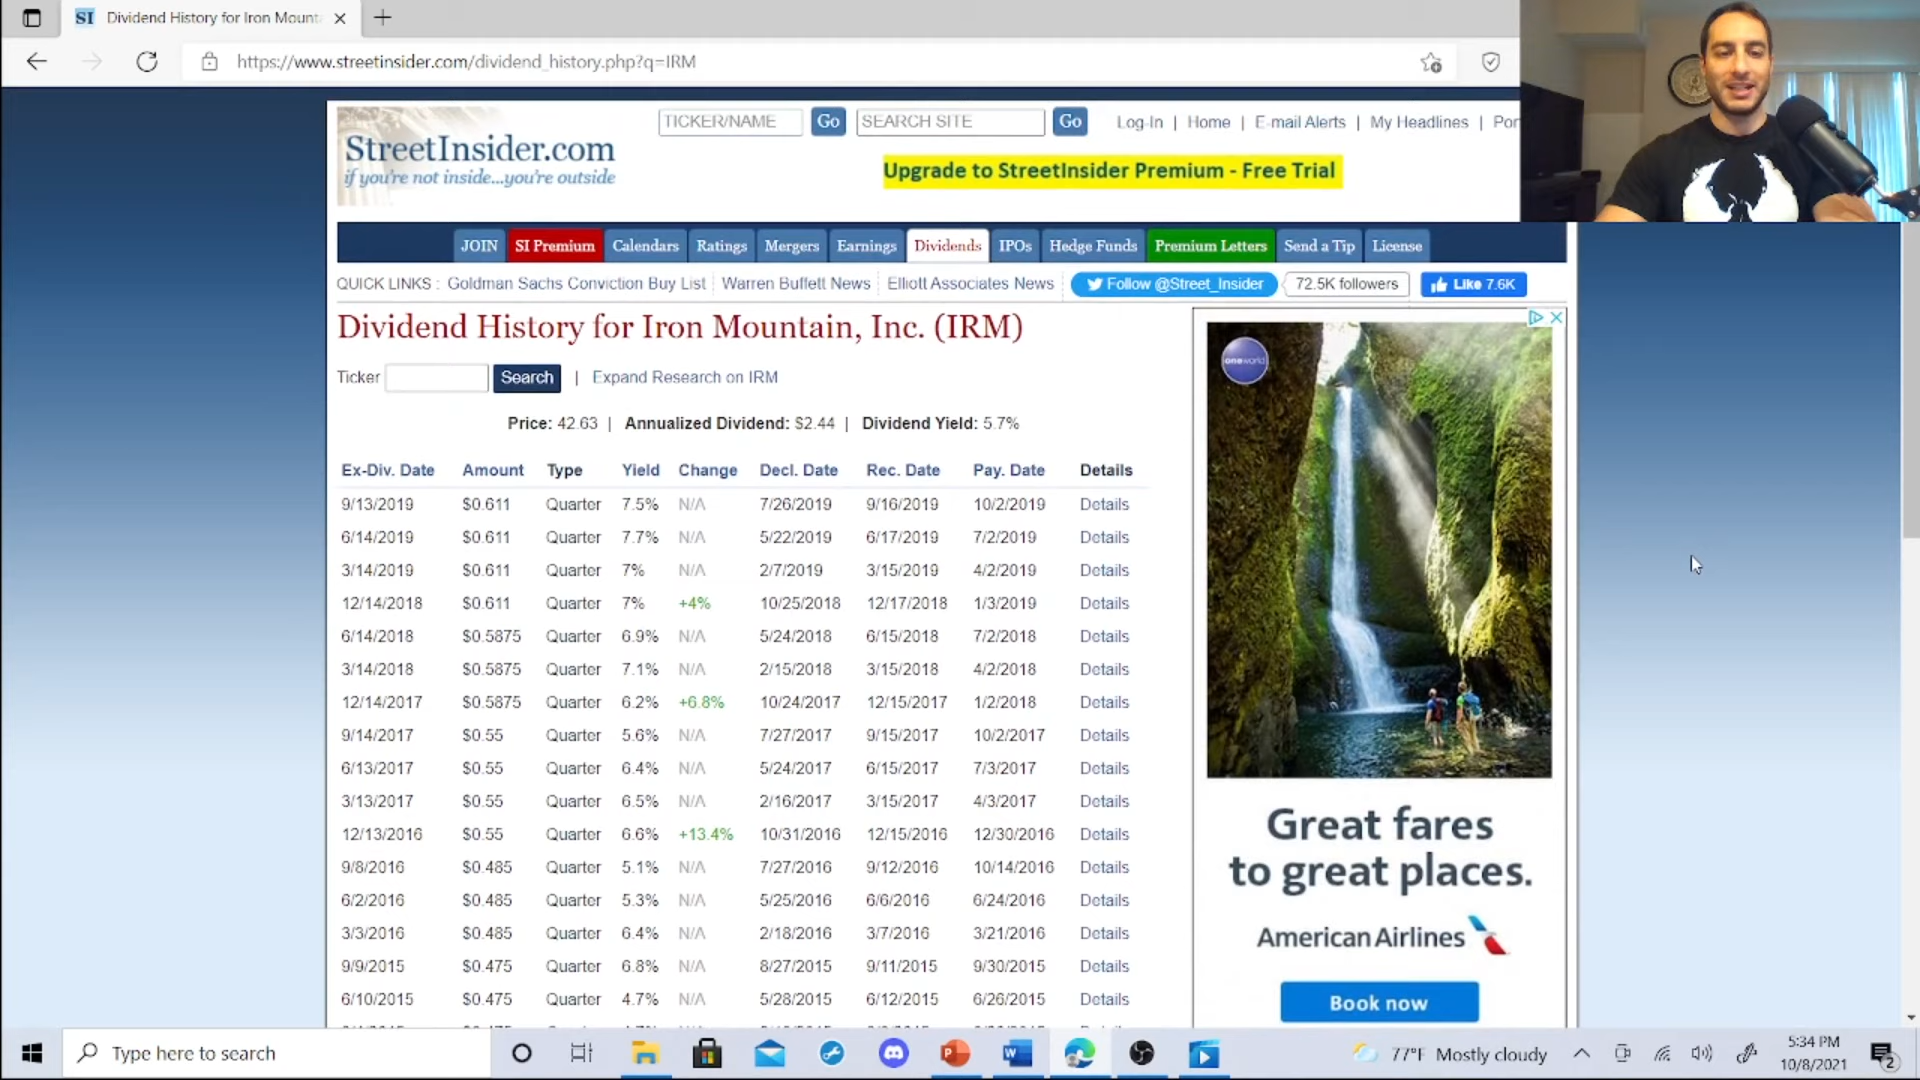 SI Dividend History for Iron Mount
https://www.streetinsider.com/dividend_history.php?q=IRM
StreetInsider.com
if you're not inside...you're outside
TICKER/NAME Go SEARCH SITE Go Log-In | Home | E-mail Alerts | My Headlines | Por
Upgrade to StreetInsider Premium - Free Trial
JOIN SI Premium Calendars Ratings Mergers Earnings Dividends IPOs Hedge Funds Premium Letters Send a Tip License
QUICK LINKS : Goldman Sachs Conviction Buy List Warren Buffett News Elliott Associates News Follow @Street_Insider 72.5K followers Like 7.6K
Dividend History for Iron Mountain, Inc. (IRM)
Ticker Search | Expand Research on IRM
Price: 42.63 | Annualized Dividend: $2.44 | Dividend Yield: 5.7%
Ex-Div. Date Amount Type Yield Change Decl. Date Rec. Date Pay. Date Details
9/13/2019 $0.611 Quarter 7.5% N/A 7/26/2019 9/16/2019 10/2/2019 Details
6/14/2019 $0.611 Quarter 7.7% N/A 5/22/2019 6/17/2019 7/2/2019 Details
3/14/2019 $0.611 Quarter 7% N/A 2/7/2019 3/15/2019 4/2/2019 Details
12/14/2018 $0.611 Quarter 7% +4% 10/25/2018 12/17/2018 1/3/2019 Details
6/14/2018 $0.5875 Quarter 6.9% N/A 5/24/2018 6/15/2018 7/2/2018 Details
3/14/2018 $0.5875 Quarter 7.1% N/A 2/15/2018 3/15/2018 4/2/2018 Details
12/14/2017 $0.5875 Quarter 6.2% +6.8% 10/24/2017 12/15/2017 1/2/2018 Details
9/14/2017 $0.55 Quarter 5.6% N/A 7/27/2017 9/15/2017 10/2/2017 Details
6/13/2017 $0.55 Quarter 6.4% N/A 5/24/2017 6/15/2017 7/3/2017 Details
3/13/2017 $0.55 Quarter 6.5% N/A 2/16/2017 3/15/2017 4/3/2017 Details
12/13/2016 $0.55 Quarter 6.6% +13.4% 10/31/2016 12/15/2016 12/30/2016 Details
9/8/2016 $0.485 Quarter 5.1% N/A 7/27/2016 9/12/2016 10/14/2016 Details
6/2/2016 $0.485 Quarter 5.3% N/A 5/25/2016 6/6/2016 6/24/2016 Details
3/3/2016 $0.485 Quarter 6.4% N/A 2/18/2016 3/7/2016 3/21/2016 Details
9/9/2015 $0.475 Quarter 6.8% N/A 8/27/2015 9/11/2015 9/30/2015 Details
6/10/2015 $0.475 Quarter 4.7% N/A 5/28/2015 6/12/2015 6/26/2015 Details
oneworld
Great fares
to great places.
American Airlines
Book now
Type here to search
77°F Mostly cloudy
5:34 PM
10/8/2021
2